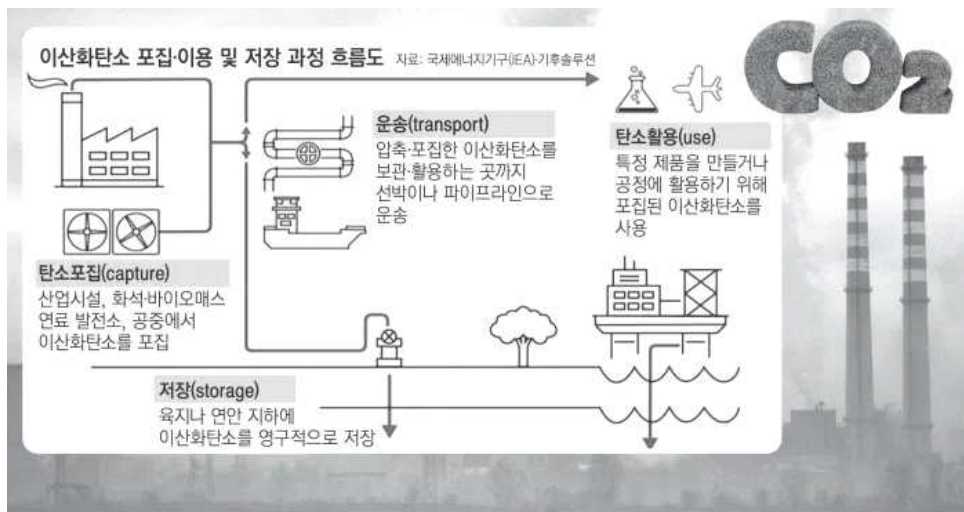 이산화탄소 포집·이용 및 저장 과정 흐름도 자료: 국제에너지기구(IEA)·기후솔루션
CO2
운송(transport)
압축·포집한 이산화탄소를
보관·활용하는 곳까지
선박이나 파이프라인으로
운송
탄소활용(use)
특정 제품을 만들거나
공정에 활용하기 위해
포집된 이산화탄소를
사용
탄소포집(capture)
산업시설, 화석·바이오매스
연료 발전소, 공중에서
이산화탄소를 포집
저장(storage)
육지나 연안 지하에
이산화탄소를 영구적으로 저장